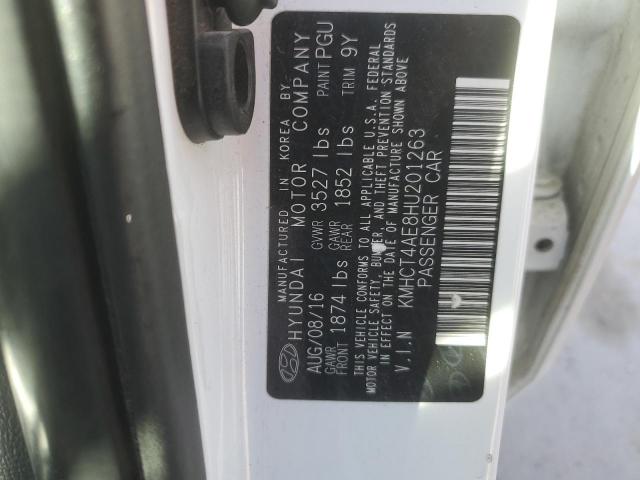 MANUFACTURED IN KOREA BY
HYUNDAI MOTOR COMPANY
AUG/08/16 GVWR 3527 lbs PAINT PGU
GAWR FRONT 1874 lbs GAWR REAR 1852 lbs TRIM 9Y
THIS VEHICLE CONFORMS TO ALL APPLICABLE U.S.A. FEDERAL
MOTOR VEHICLE SAFETY, BUMPER, AND THEFT PREVENTION STANDARDS
IN EFFECT ON THE DATE OF MANUFACTURE SHOWN ABOVE
V.I.N KMHCT4AE8HU201263
PASSENGER CAR